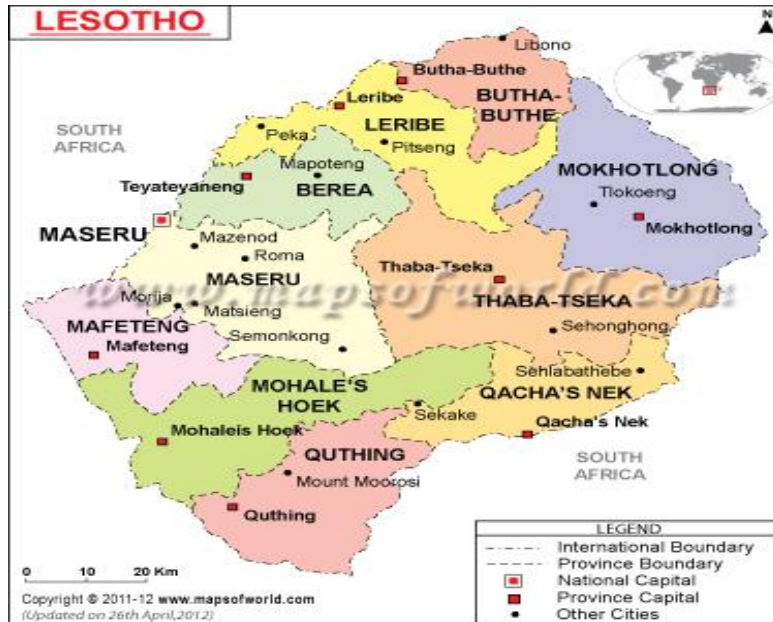 LESOTHO
N
Libono
Butha-Buthe
BUTHA-
BUTHE
Leribe
LERIBE
Peka
Pitseng
SOUTH
AFRICA
Mapoteng
Teyateyaneng
BEREA
MOKHOTLONG
Tlokoeng
Mokhotlong
MASERU
Mazenod
Roma
MASERU
Thaba-Tseka
THABA-TSEKA
www.mapsofworld.com
Morija
Matsieng
MAFETENG
Mafeteng
Semonkong
Sehonghong
Sehlabathebe
MOHALE'S
HOEK
QACHA'S NEK
Sekake
Qacha's Nek
Mohaleis Hoek
QUTHING
Mount Moorosi
SOUTH
AFRICA
Quthing
LEGEND
International Boundary
Province Boundary
National Capital
Province Capital
Other Cities
0 10 20 Km
Copyright © 2011-12 www.mapsofworld.com
(Updated on 26th April,2012)